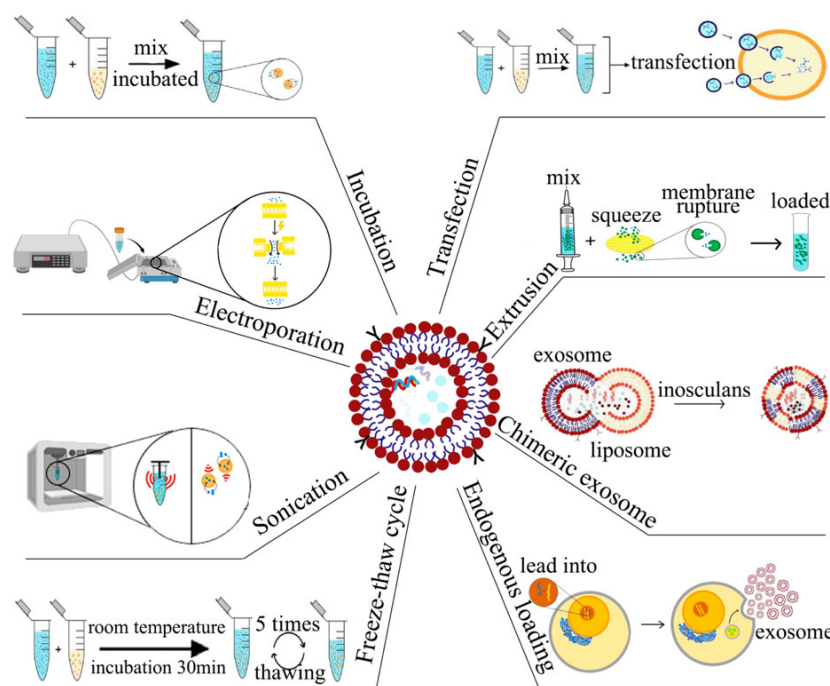 mix
incubated
Incubation
mix
transfection
Transfection
mix
squeeze
membrane
rupture
loaded
Extrusion
Electroporation
exosome
inosculans
liposome
Chimeric exosome
Sonication
Freeze-thaw cycle
room temperature
incubation 30min
5 times
thawing
Endogenous loading
lead into
exosome